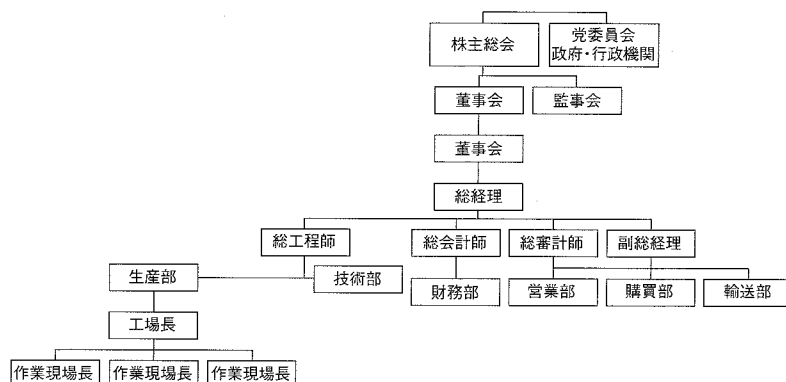 株主総会
党委員会
政府・行政機関
董事会
監事会
董事会
総経理
総工程師
総会計師
総審計師
副総経理
生産部
技術部
財務部
営業部
購買部
輸送部
工場長
作業現場長
作業現場長
作業現場長